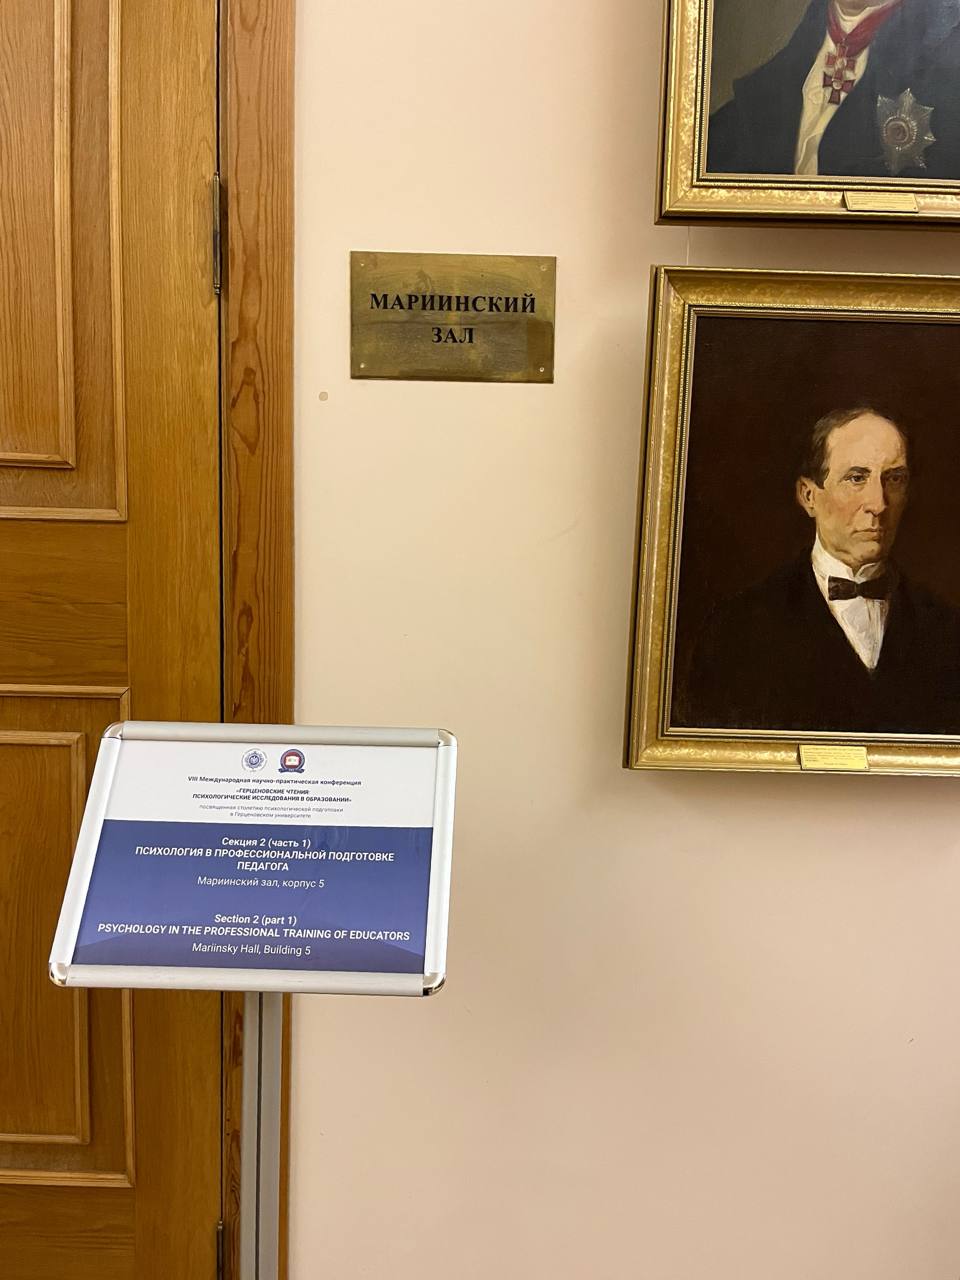 МАРИИНСКИЙ
ЗАЛ
VIII Международная научно-практическая конференция
«ГЕРЦЕНОВСКИЕ ЧТЕНИЯ:
ПСИХОЛОГИЧЕСКИЕ ИССЛЕДОВАНИЯ В ОБРАЗОВАНИИ»
посвященная столетию психологической подготовки
в Герценовском университете
Секция 2 (часть 1)
ПСИХОЛОГИЯ В ПРОФЕССИОНАЛЬНОЙ ПОДГОТОВКЕ
ПЕДАГОГА
Мариинский зал, корпус 5
Section 2 (part 1)
PSYCHOLOGY IN THE PROFESSIONAL TRAINING OF EDUCATORS
Mariinsky Hall, Building 5